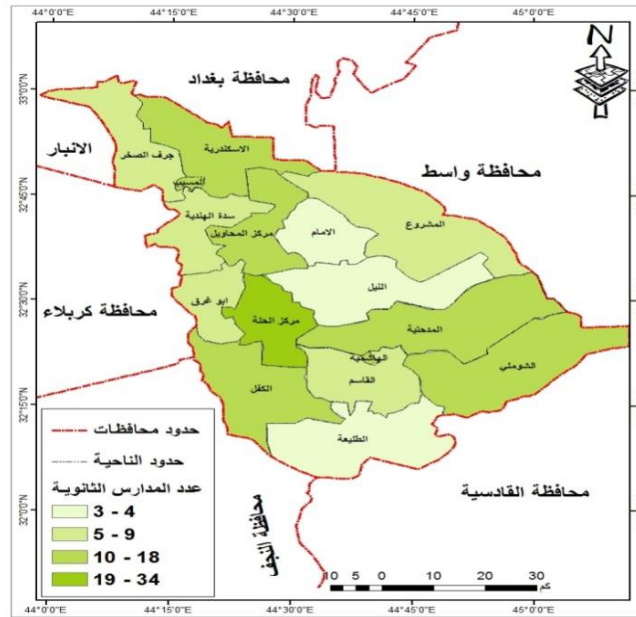 44°0'0"E 44°15'0"E 44°30'0"E 44°45'0"E 45°0'0"E
33°0'0"N
32°45'0"N
32°30'0"N
32°15'0"N
32°0'0"N
N
محافظة بغداد
الانبار
محافظة واسط
محافظة كربلاء
محافظة القادسية
محافظة النجف
الاسكندرية
جرف الصخر
المسيب
سدة الهندية
مركز المحاويل
الامام
المشروع
النيل
ابو غرق
مركز الحلة
المدحتية
الهاشمية
الشوملي
القاسم
الكفل
الطليعة
حدود محافظات
حدود الناحية
عدد المدارس الثانوية
3 - 4
5 - 9
10 - 18
19 - 34
10 5 0 10 20 30
كم
44°0'0"E 44°15'0"E 44°30'0"E 44°45'0"E 45°0'0"E